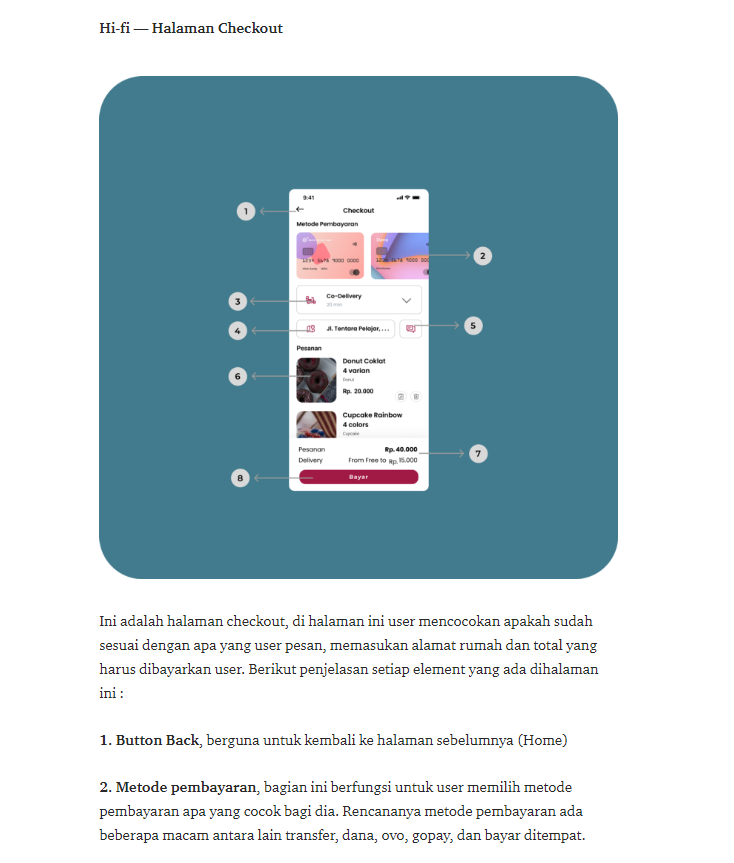 Hi-fi — Halaman Checkout
9:41
1
Checkout
Metode Pembayaran
1234 5678 9000 0000
2
3
Co-Delivery
20 min
4
Jl. Tentara Pelajar, ...
5
Pesanan
Donut Coklat
4 varian
Donut
6
Rp. 20.000
Cupcake Rainbow
4 colors
Cupcake
Pesanan
Rp. 40.000
7
Delivery
From Free to Rp. 15.000
8
Bayar
Ini adalah halaman checkout, di halaman ini user mencocokan apakah sudah
sesuai dengan apa yang user pesan, memasukan alamat rumah dan total yang
harus dibayarkan user. Berikut penjelasan setiap element yang ada dihalaman
ini :
1. Button Back, berguna untuk kembali ke halaman sebelumnya (Home)
2. Metode pembayaran, bagian ini berfungsi untuk user memilih metode
pembayaran apa yang cocok bagi dia. Rencananya metode pembayaran ada
beberapa macam antara lain transfer, dana, ovo, gopay, dan bayar ditempat.